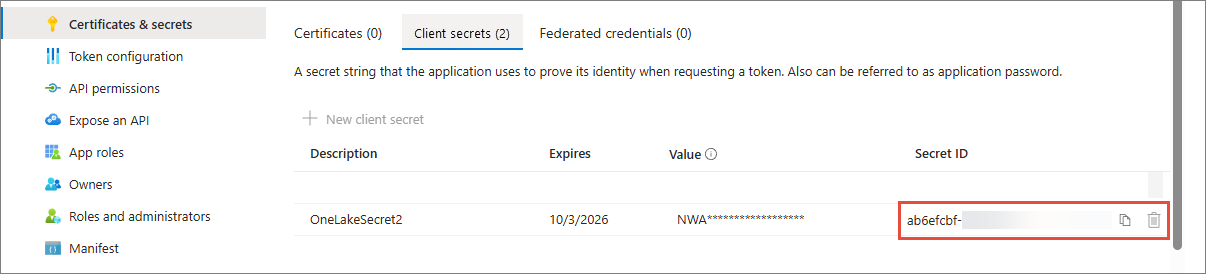 Certificates & secrets
Token configuration
API permissions
Expose an API
App roles
Owners
Roles and administrators
Manifest
Certificates (0) Client secrets (2) Federated credentials (0)
A secret string that the application uses to prove its identity when requesting a token. Also can be referred to as application password.
New client secret
Description Expires Value Secret ID
OneLakeSecret2 10/3/2026 NWA****************** ab6efcbf-